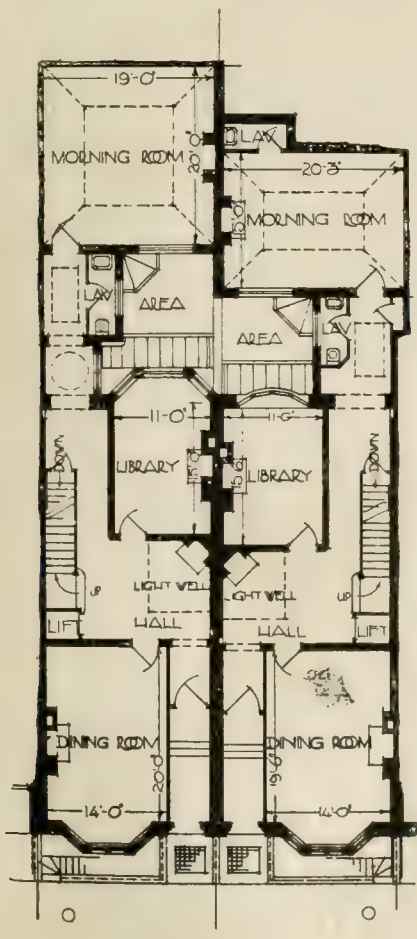 19'-0"
MORNING ROOM
20'-0"
LAV
20'-3"
15'-0"
MORNING ROOM
LAV
AREA
AREA
LAV
11'-0"
11'-6"
LIBRARY
15'-0"
LIBRARY
15'-0"
DOWN
DOWN
UP
LIGHT WELL
LIGHT WELL
UP
LIFT
HALL
HALL
LIFT
DINING ROOM
20'-0"
DINING ROOM
19'-6"
14'-0"
14'-0"